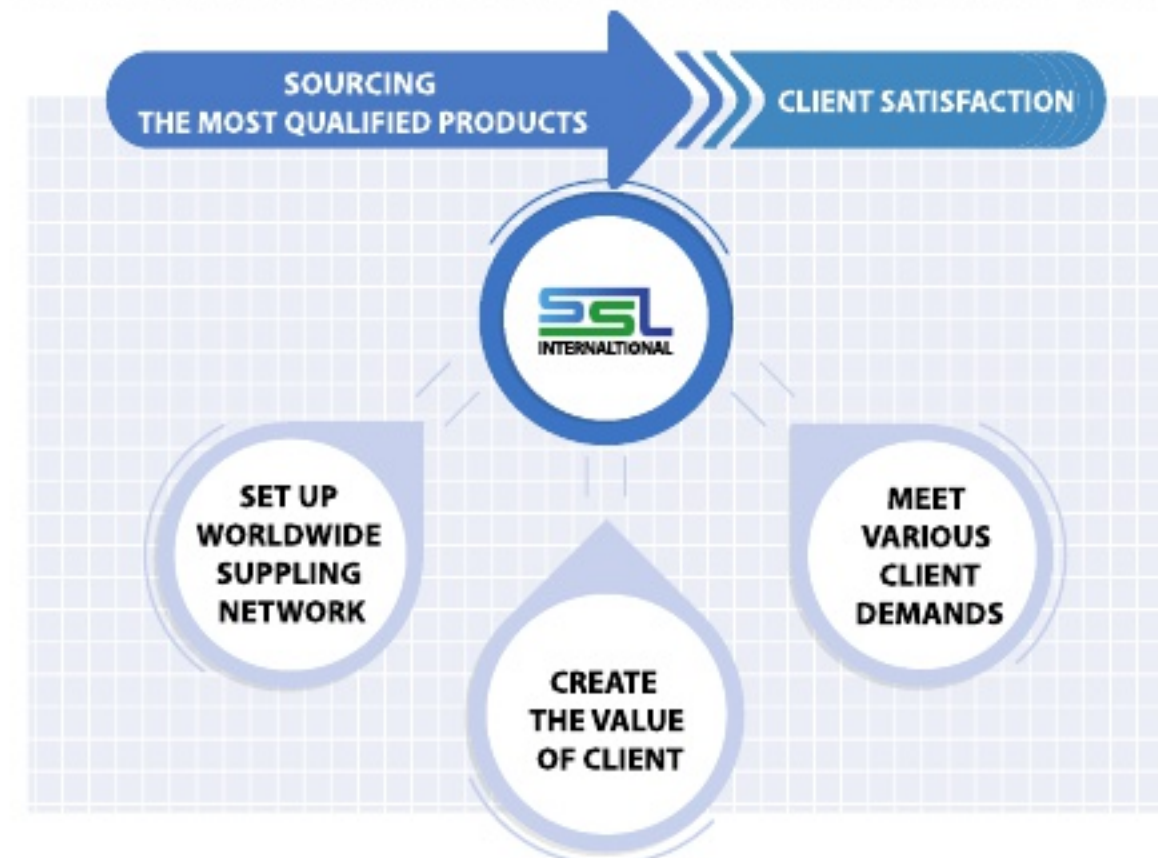 SOURCING
THE MOST QUALIFIED PRODUCTS
CLIENT SATISFACTION
SSL
INTERNALTIONAL
SET UP
WORLDWIDE
SUPPLING
NETWORK
CREATE
THE VALUE
OF CLIENT
MEET
VARIOUS
CLIENT
DEMANDS